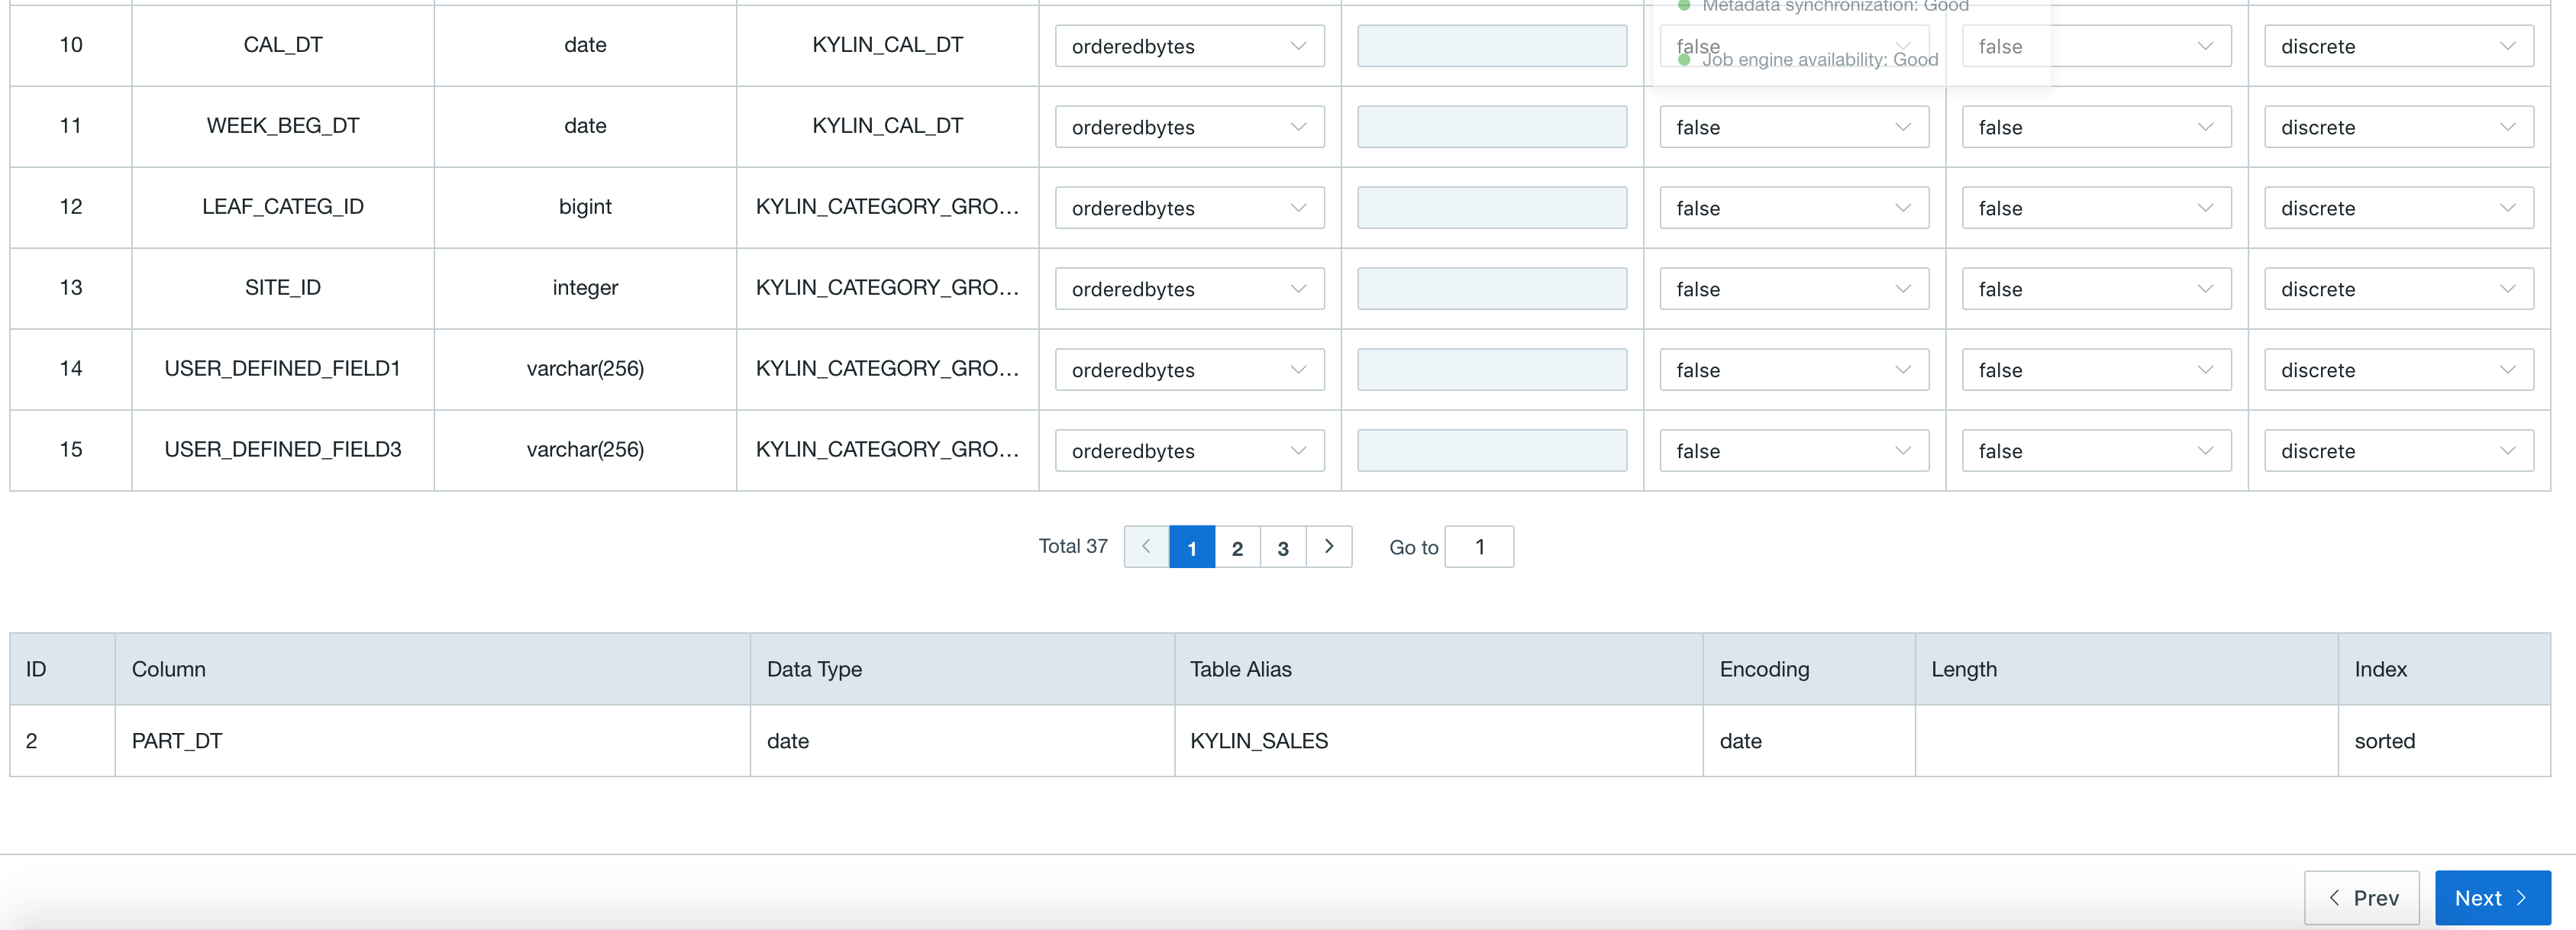 Metadata synchronization: Good
10 CAL_DT date KYLIN_CAL_DT orderedbytes false false discrete
Job engine availability: Good
11 WEEK_BEG_DT date KYLIN_CAL_DT orderedbytes false false discrete
12 LEAF_CATEG_ID bigint KYLIN_CATEGORY_GRO... orderedbytes false false discrete
13 SITE_ID integer KYLIN_CATEGORY_GRO... orderedbytes false false discrete
14 USER_DEFINED_FIELD1 varchar(256) KYLIN_CATEGORY_GRO... orderedbytes false false discrete
15 USER_DEFINED_FIELD3 varchar(256) KYLIN_CATEGORY_GRO... orderedbytes false false discrete
Total 37 1 2 3 Go to 1
ID Column Data Type Table Alias Encoding Length Index
2 PART_DT date KYLIN_SALES date sorted
Prev Next